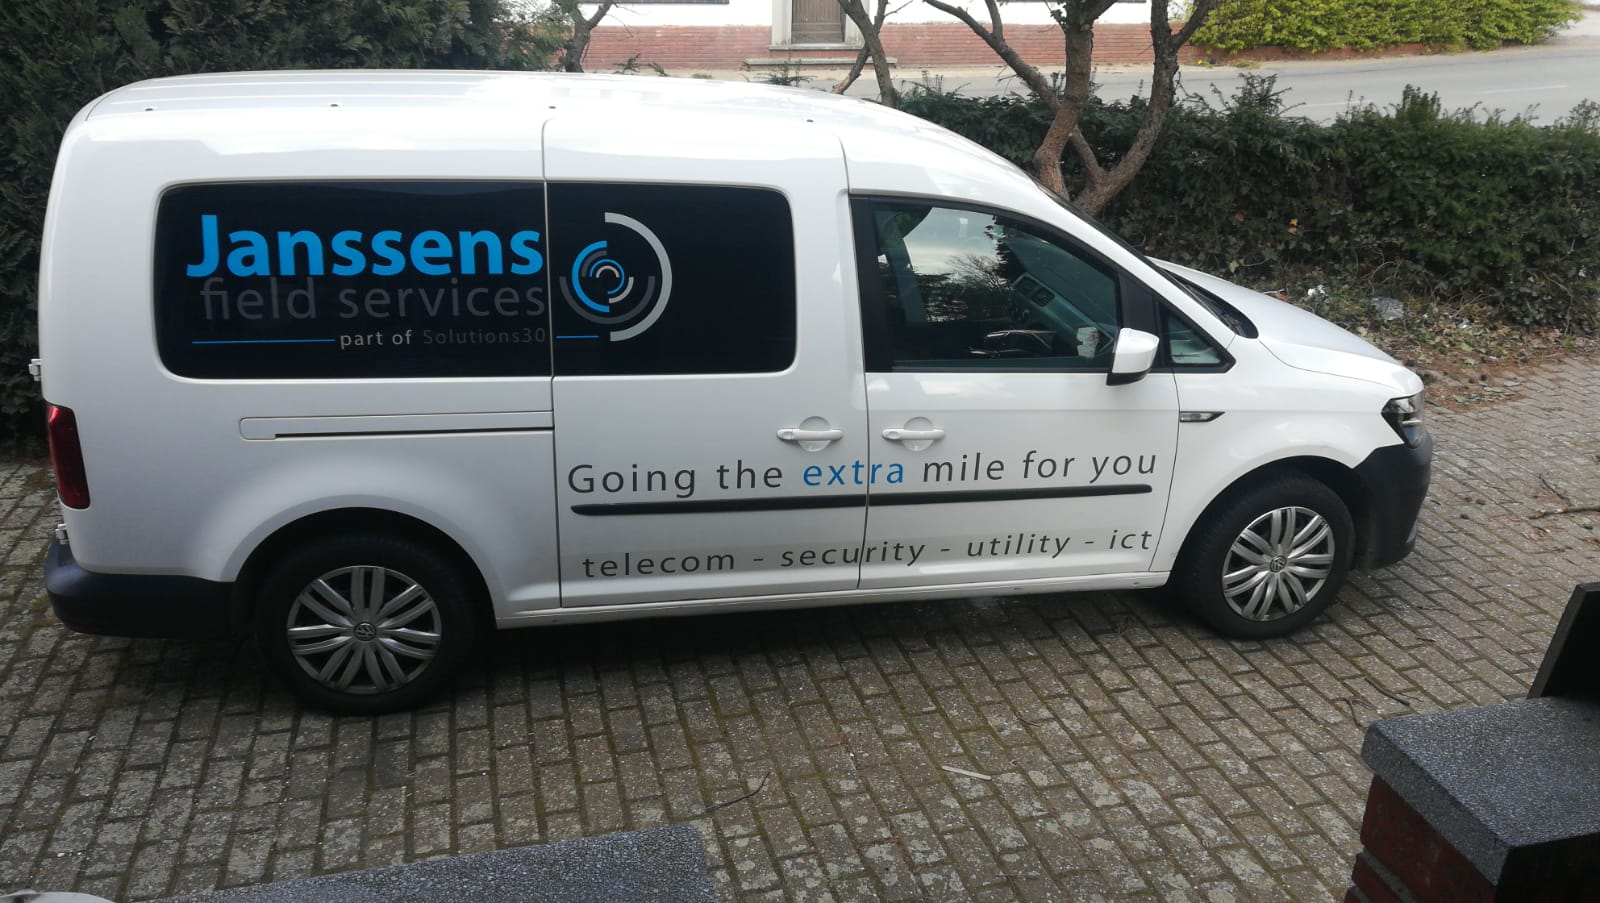 Janssens
field services
part of Solutions30
Going the extra mile for you
telecom - security - utility - ict